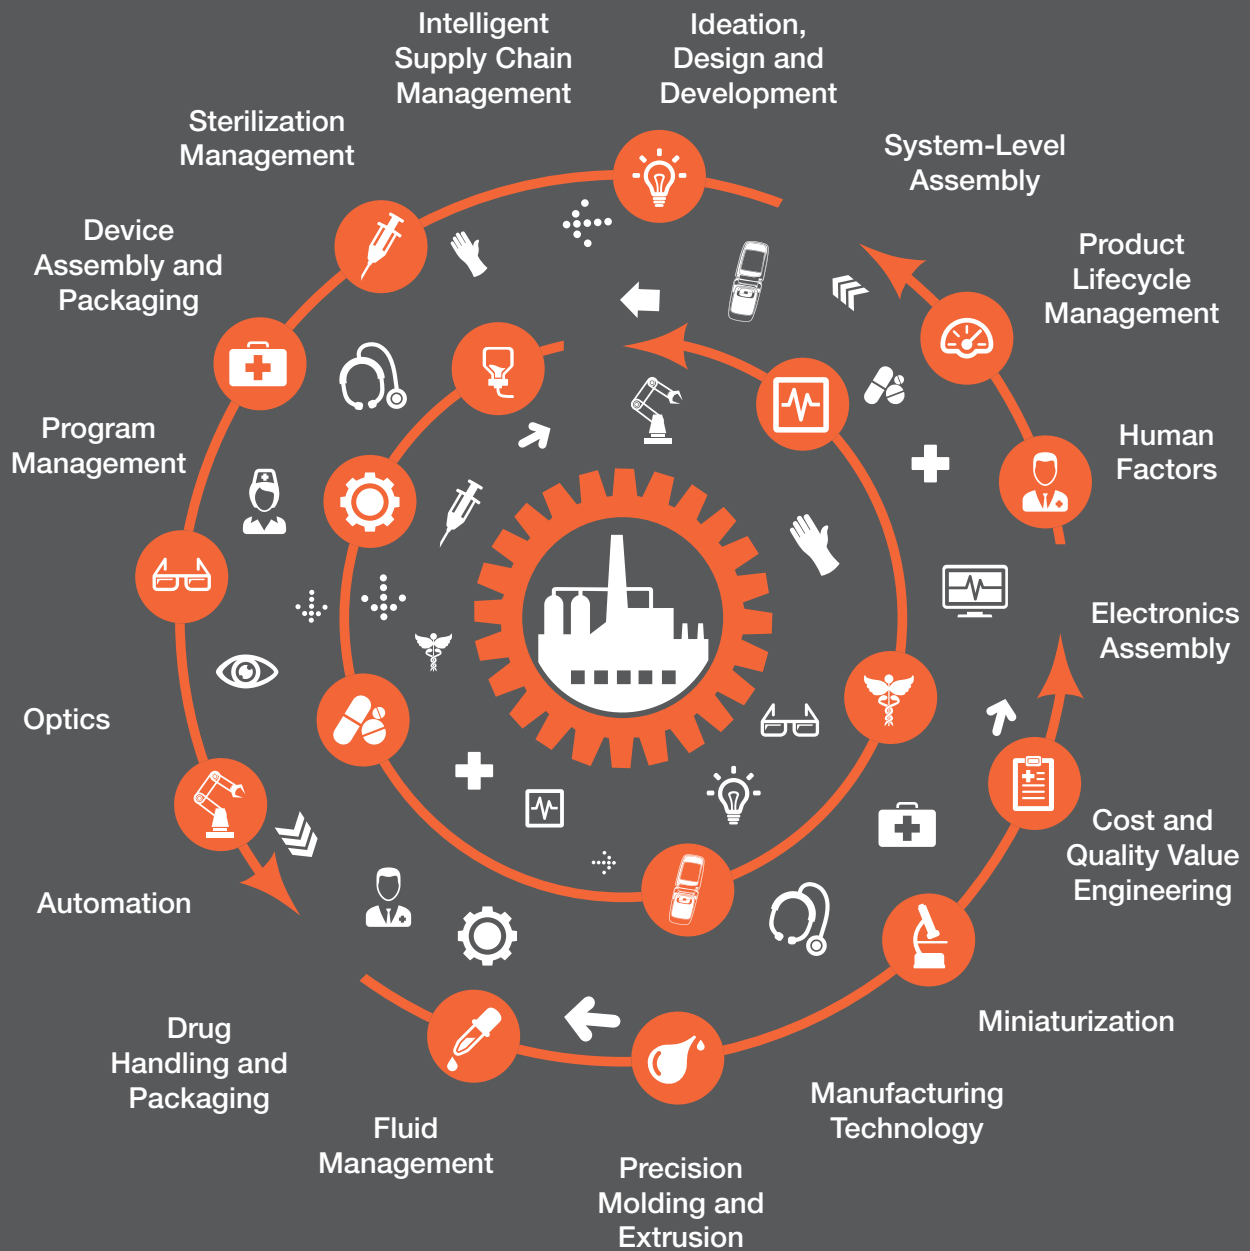 Intelligent
Supply Chain
Management
Ideation,
Design and
Development
System-Level
Assembly
Product
Lifecycle
Management
Human
Factors
Electronics
Assembly
Cost and
Quality Value
Engineering
Miniaturization
Manufacturing
Technology
Precision
Molding and
Extrusion
Fluid
Management
Drug
Handling and
Packaging
Automation
Optics
Program
Management
Device
Assembly and
Packaging
Sterilization
Management